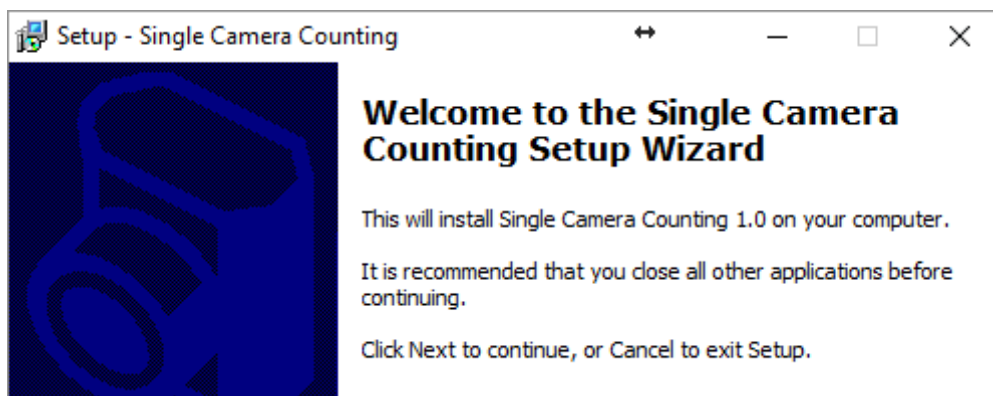 Setup - Single Camera Counting
Welcome to the Single Camera
Counting Setup Wizard
This will install Single Camera Counting 1.0 on your computer.
It is recommended that you close all other applications before
continuing.
Click Next to continue, or Cancel to exit Setup.